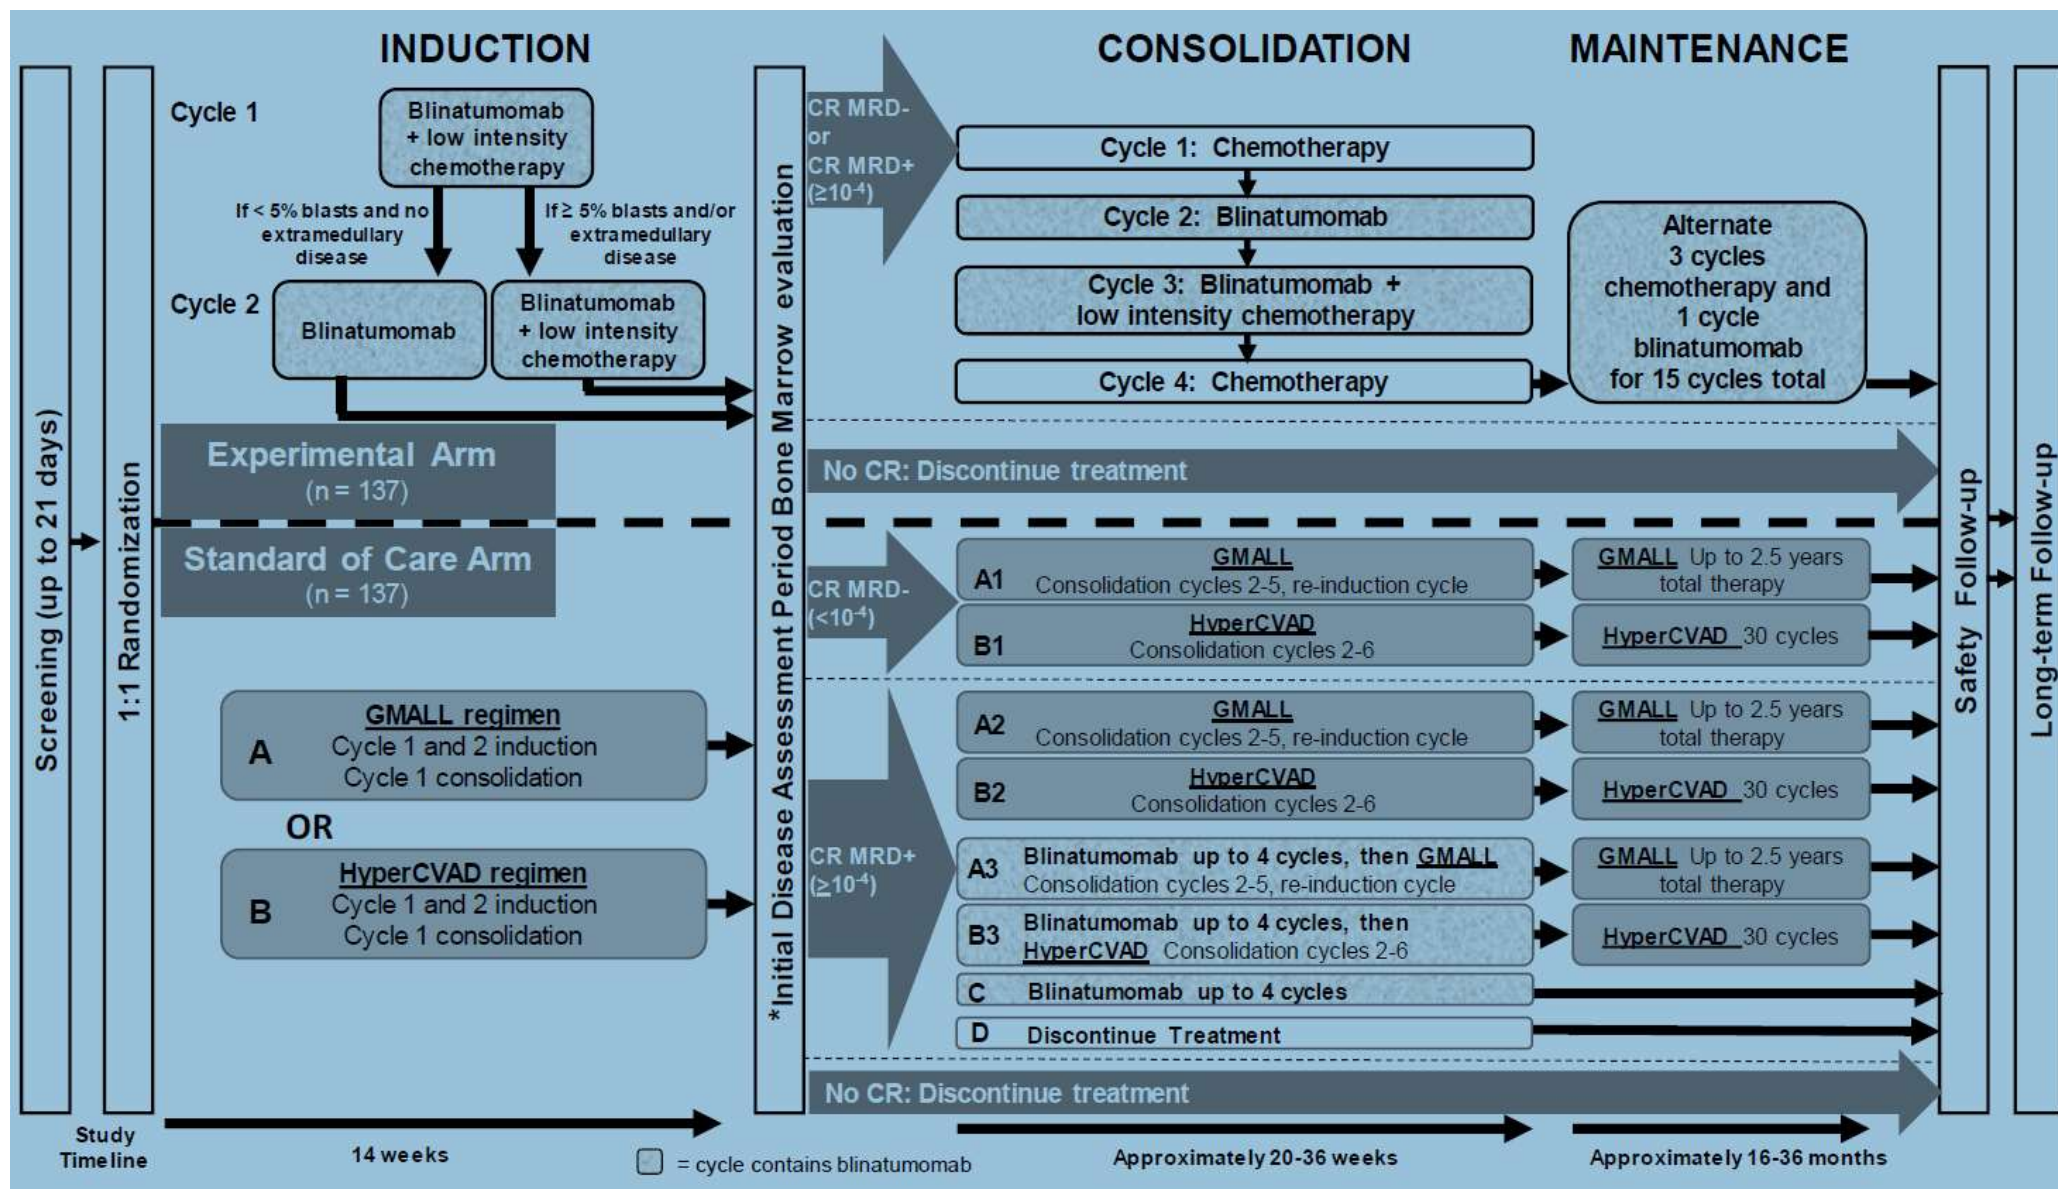 INDUCTION
CONSOLIDATION
MAINTENANCE
Screening (up to 21 days)
1:1 Randomization
Cycle 1
Blinatumomab
+ low intensity
chemotherapy
If < 5% blasts and no
extramedullary
disease
If ≥ 5% blasts and/or
extramedullary
disease
Cycle 2
Blinatumomab
Blinatumomab
+ low intensity
chemotherapy
Experimental Arm
(n = 137)
Standard of Care Arm
(n = 137)
A
GMALL regimen
Cycle 1 and 2 induction
Cycle 1 consolidation
OR
B
HyperCVAD regimen
Cycle 1 and 2 induction
Cycle 1 consolidation
*Initial Disease Assessment Period Bone Marrow evaluation
CR MRD-
or
CR MRD+
(≥10-4)
Cycle 1: Chemotherapy
Cycle 2: Blinatumomab
Cycle 3: Blinatumomab +
low intensity chemotherapy
Cycle 4: Chemotherapy
Alternate
3 cycles
chemotherapy and
1 cycle
blinatumomab
for 15 cycles total
No CR: Discontinue treatment
CR MRD-
(<10-4)
A1
GMALL
Consolidation cycles 2-5, re-induction cycle
GMALL Up to 2.5 years
total therapy
B1
HyperCVAD
Consolidation cycles 2-6
HyperCVAD 30 cycles
CR MRD+
(≥10-4)
A2
GMALL
Consolidation cycles 2-5, re-induction cycle
GMALL Up to 2.5 years
total therapy
B2
HyperCVAD
Consolidation cycles 2-6
HyperCVAD 30 cycles
A3
Blinatumomab up to 4 cycles, then GMALL
Consolidation cycles 2-5, re-induction cycle
GMALL Up to 2.5 years
total therapy
B3
Blinatumomab up to 4 cycles, then
HyperCVAD Consolidation cycles 2-6
HyperCVAD 30 cycles
C
Blinatumomab up to 4 cycles
D
Discontinue Treatment
No CR: Discontinue treatment
Safety Follow-up
Long-term Follow-up
Study
Timeline
14 weeks
= cycle contains blinatumomab
Approximately 20-36 weeks
Approximately 16-36 months